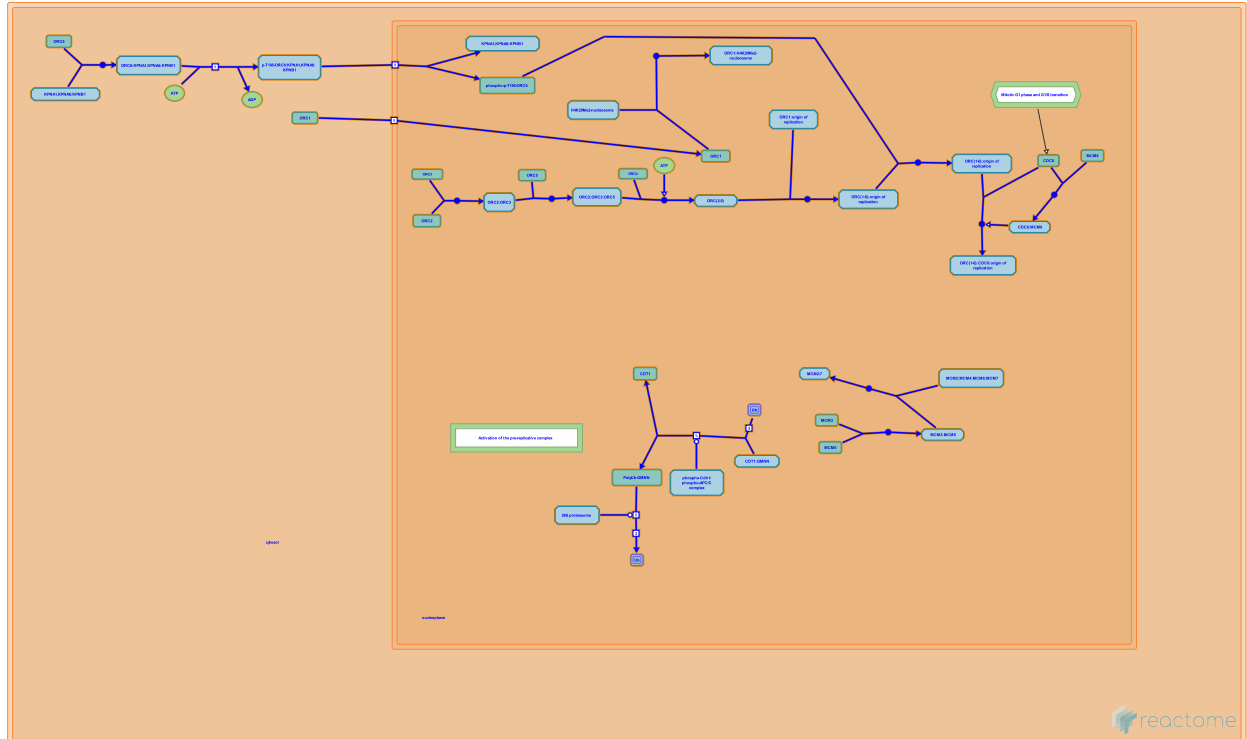 ORC6
KPNA1,KPNA6:KPNB1
ORC6:KPNA1,KPNA6:KPNB1
ATP
ADP
p-T195-ORC6:KPNA1,KPNA6:
KPNB1
KPNA1,KPNA6:KPNB1
phospho-p-T195-ORC6
ORC1:H4K20Me2-
nucleosome
H4K20Me2-nucleosome
ORC1
ORC1
ORC1:origin of
replication
Mitotic G1 phase and G1/S transition
ORC3
ORC2
ORC2:ORC3
ORC5
ORC2:ORC3:ORC5
ORC4
ATP
ORC(2-5)
ORC(1-5):origin of
replication
ORC(1-6):origin of
replication
CDC6
MCM8
CDC6:MCM8
ORC(1-6):CDC6:origin of
replication
CDT1
Ub
CDT1:GMNN
Activation of the pre-replicative complex
PolyUb-GMNN
phospho-Cdh1:
phospho-APC/C
complex
26S proteasome
Ub
MCM2-7
MCM2:MCM4:MCM6:MCM7
MCM3
MCM5
MCM3:MCM5
cytosol
nucleoplasm
reactome